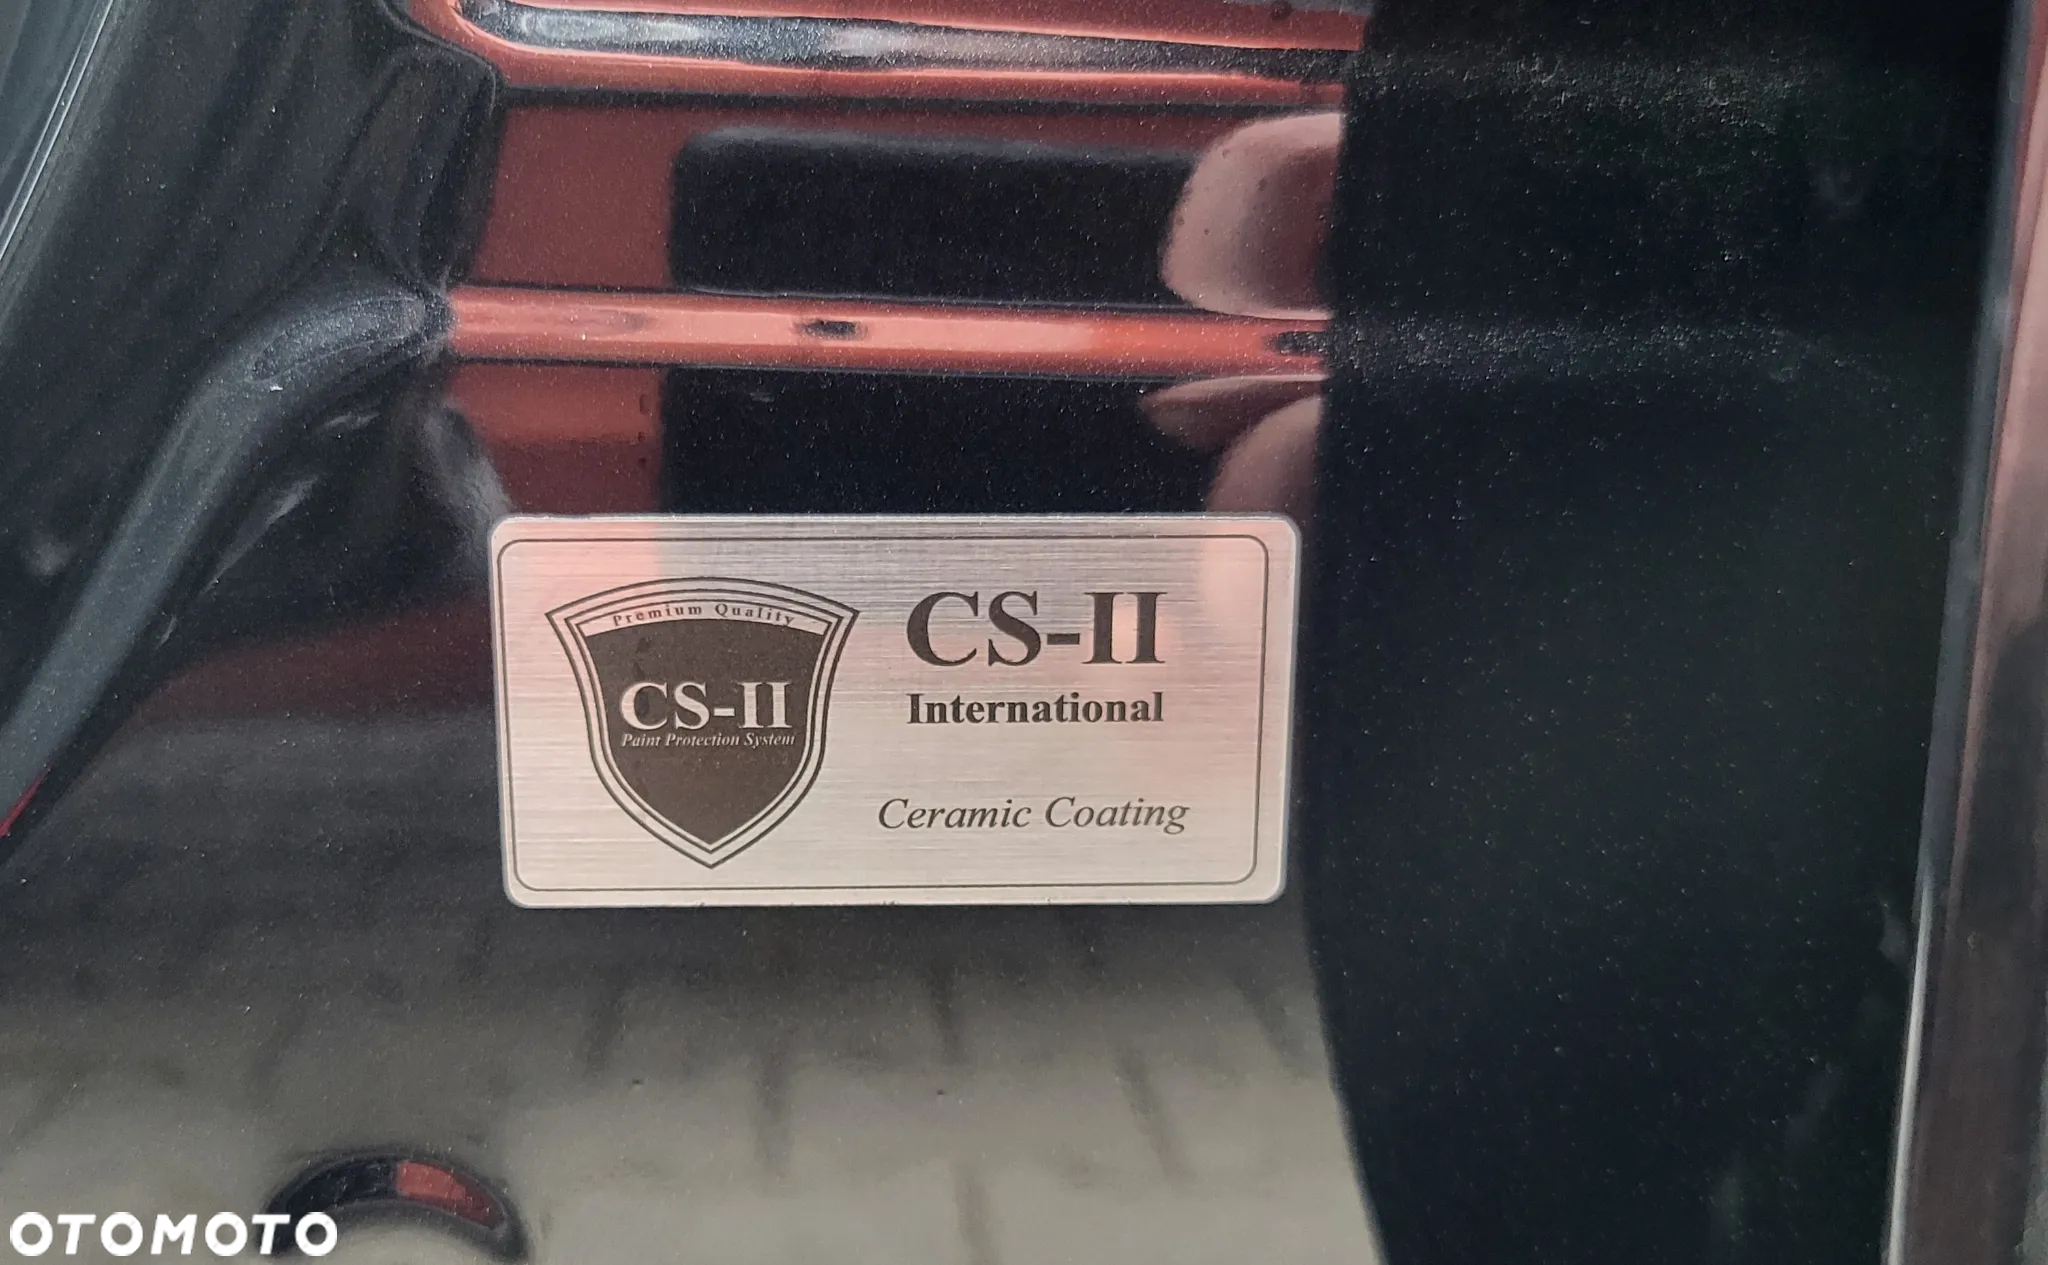 Premium Quality
CS-II
Paint Protection System
CS-II
International
Ceramic Coating
OTOMOTO